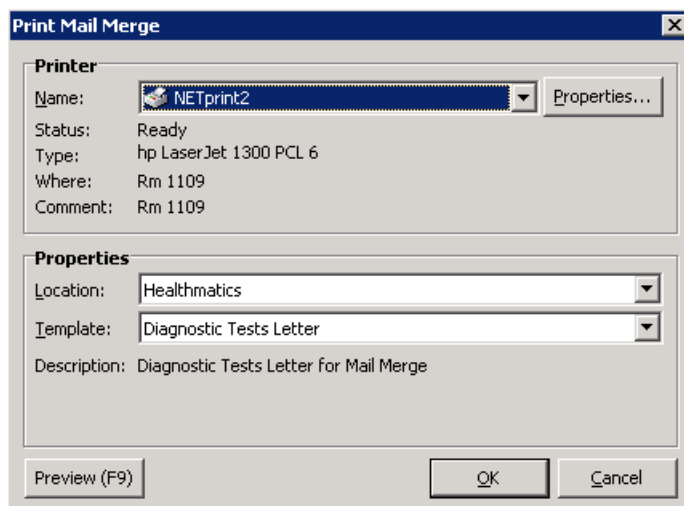 Print Mail Merge
Printer
Name: NETprint2 Properties...
Status: Ready
Type: hp LaserJet 1300 PCL 6
Where: Rm 1109
Comment: Rm 1109
Properties
Location: Healthmatics
Template: Diagnostic Tests Letter
Description: Diagnostic Tests Letter for Mail Merge
Preview (F9) OK Cancel